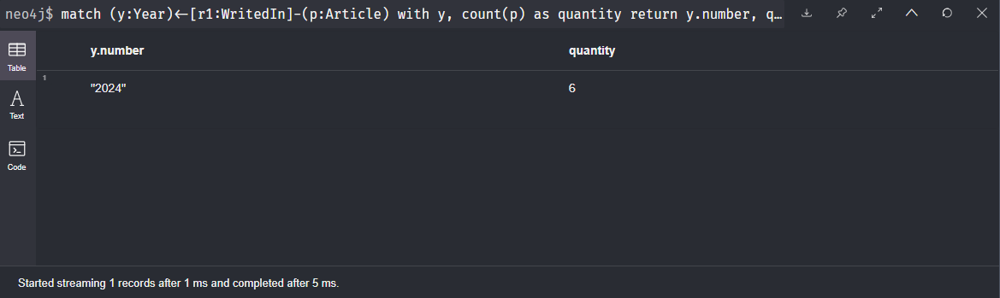 neo4j$ match (y:Year)<-[r1:WritedIn]-(p:Article) with y, count(p) as quantity return y.number, q…
Table
y.number quantity
1
"2024" 6
Text
Code
Started streaming 1 records after 1 ms and completed after 5 ms.